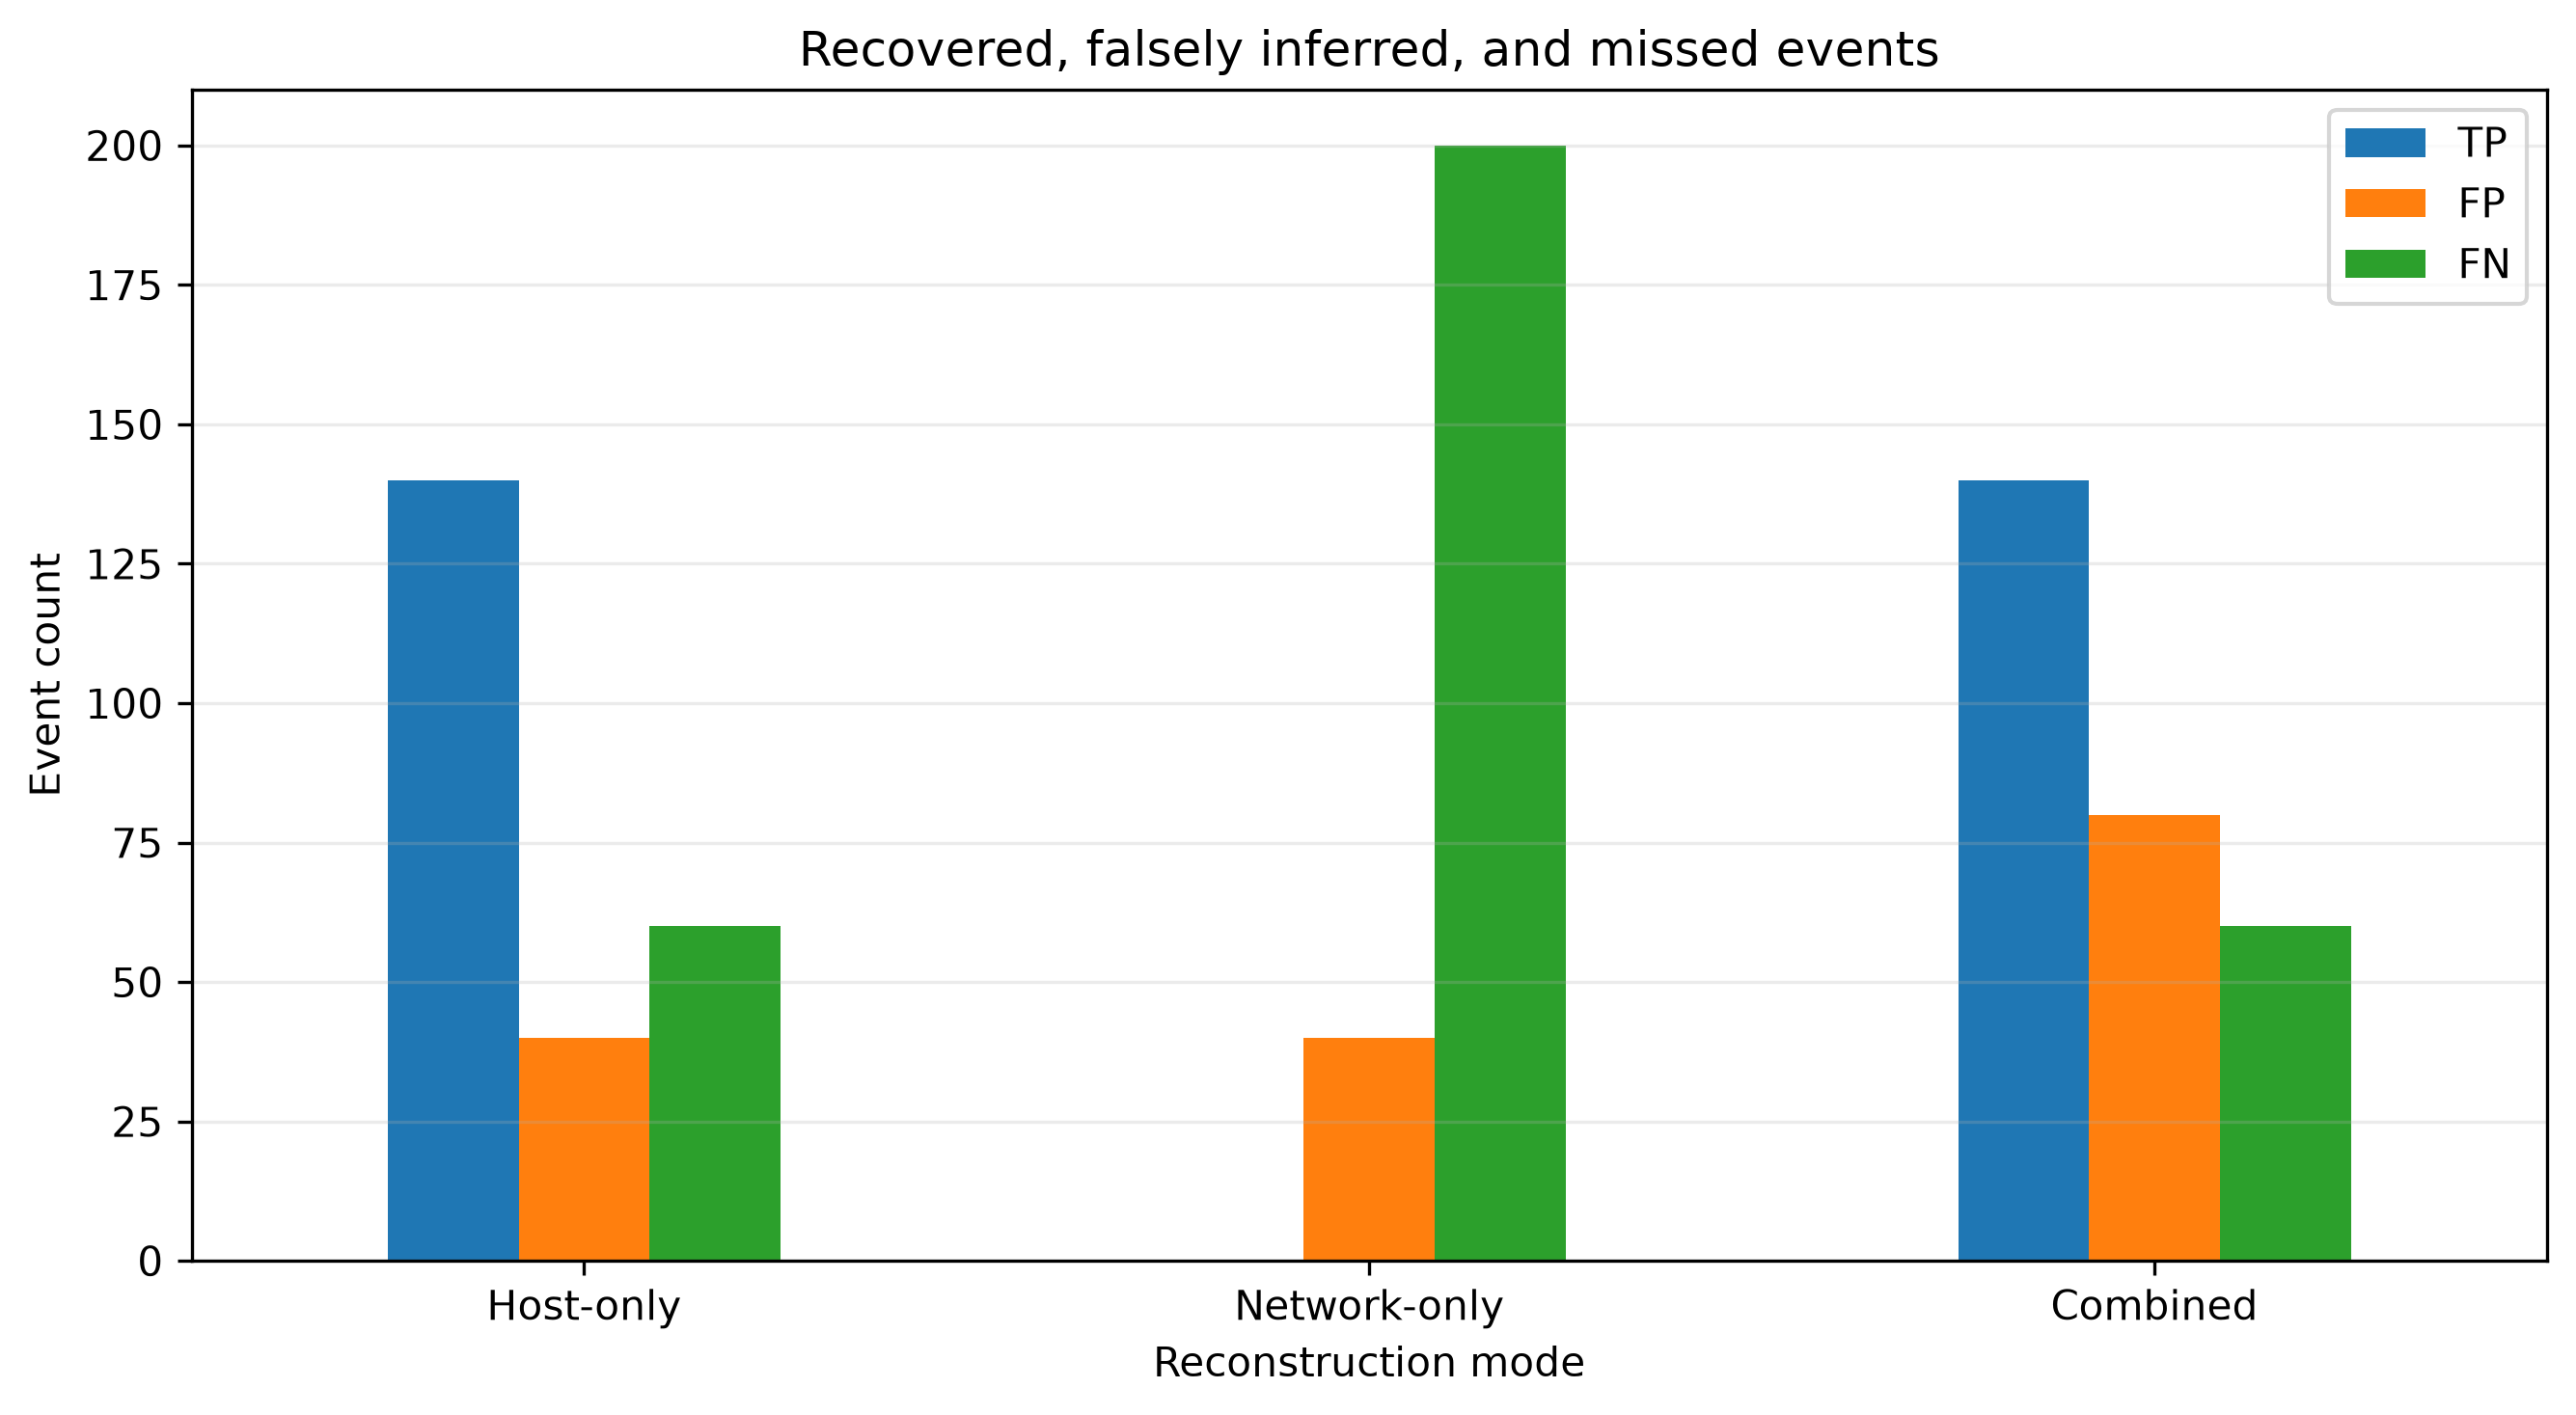 Recovered, falsely inferred, and missed events
TP
FP
FN
Event count
200
175
150
125
100
75
50
25
0
Host-only
Network-only
Combined
Reconstruction mode